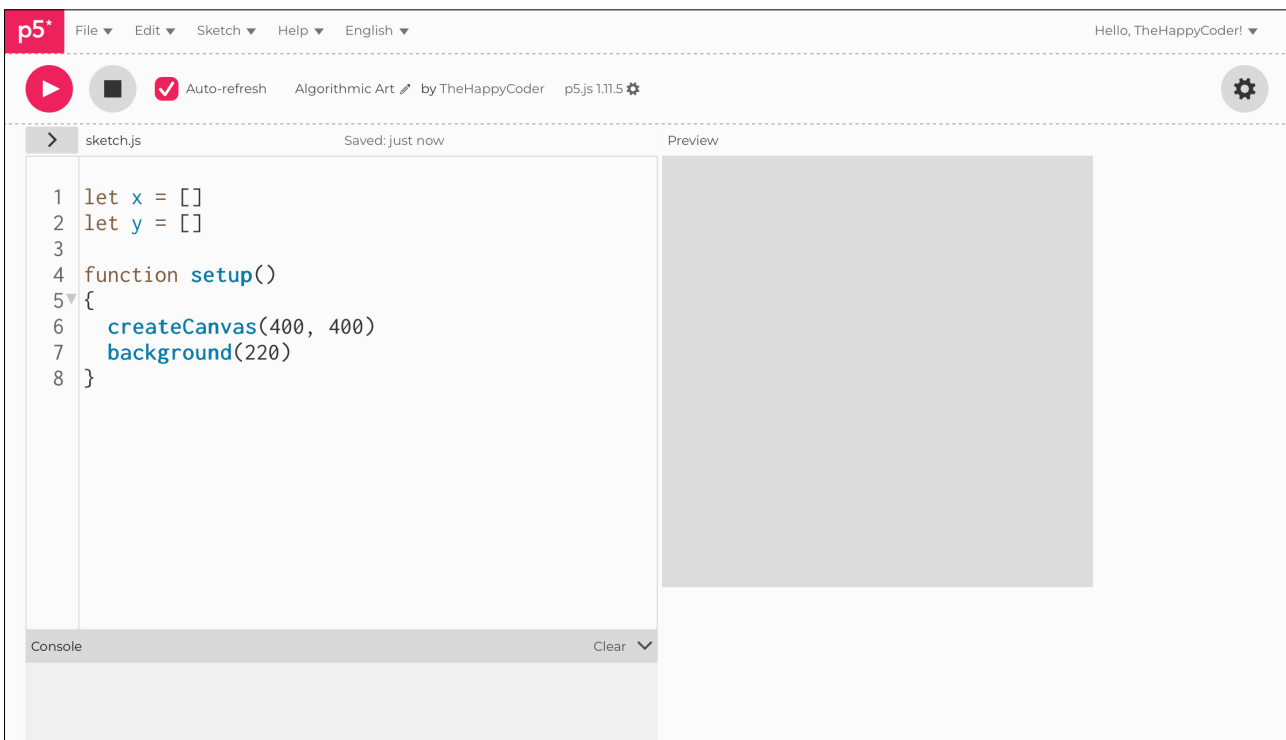 p5* File Edit Sketch Help English Hello, TheHappyCoder!
Auto-refresh Algorithmic Art by TheHappyCoder p5.js 1.11.5
sketch.js Saved: just now Preview
1 let x = []
2 let y = []
3
4 function setup()
5 {
6 createCanvas(400, 400)
7 background(220)
8 }
Console Clear